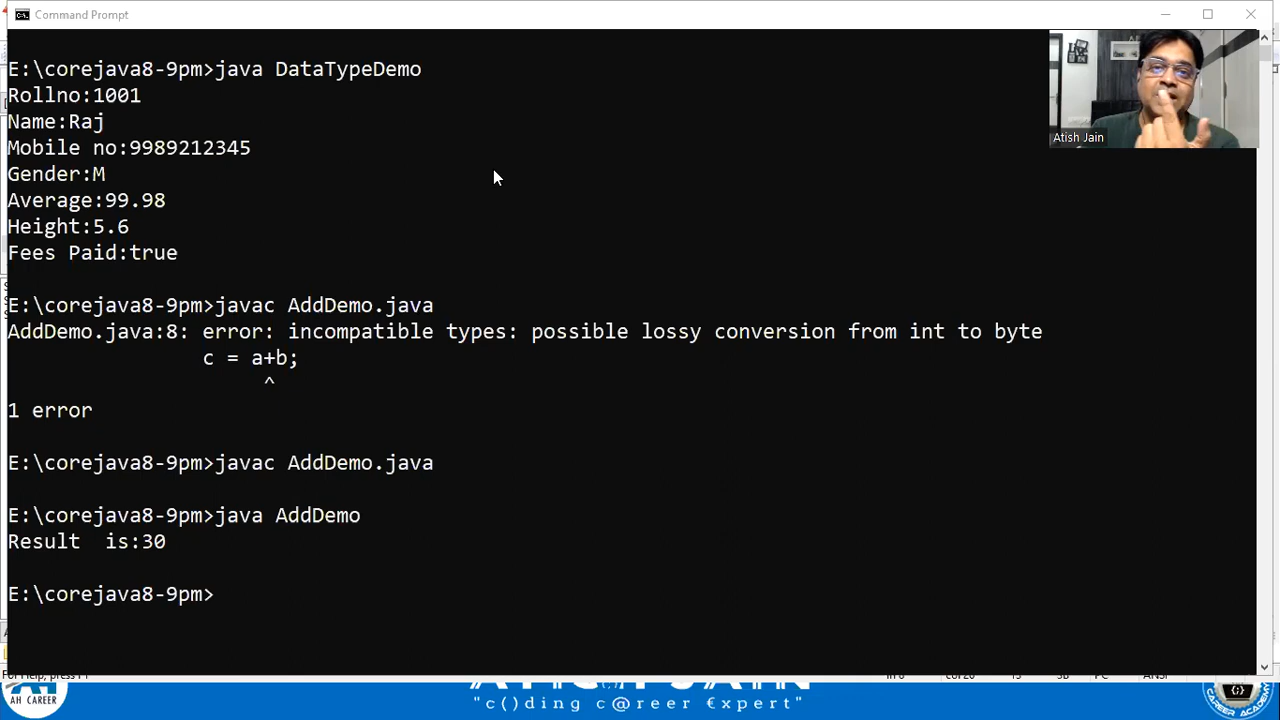 Command Prompt
E:\corejava8-9pm>java DataTypeDemo
Rollno:1001
Name:Raj
Mobile no:9989212345
Gender:M
Average:99.98
Height:5.6
Fees Paid:true
E:\corejava8-9pm>javac AddDemo.java
AddDemo.java:8: error: incompatible types: possible lossy conversion from int to byte
c = a+b;
^
1 error
E:\corejava8-9pm>javac AddDemo.java
E:\corejava8-9pm>java AddDemo
Result  is:30
E:\corejava8-9pm>
Atish Jain
AH CAREER
"c()ding c@reer €xpert"